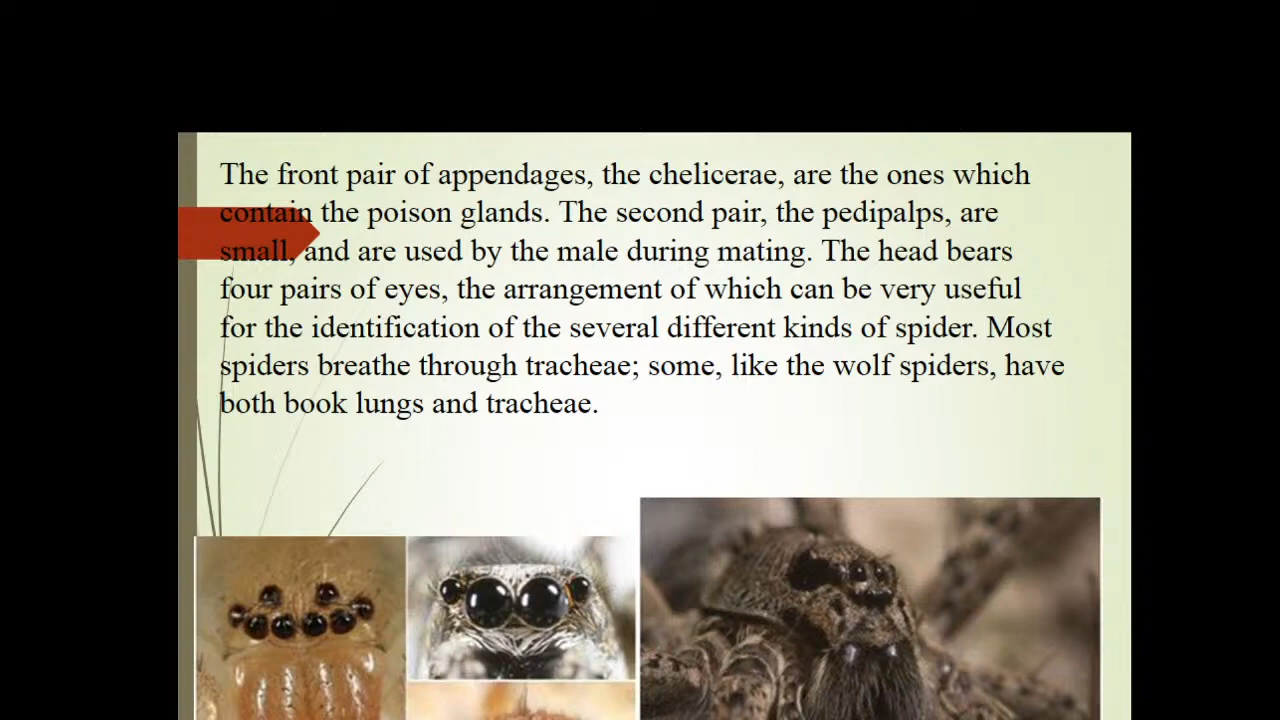 The front pair of appendages, the chelicerae, are the ones which
contain the poison glands. The second pair, the pedipalps, are
small, and are used by the male during mating. The head bears
four pairs of eyes, the arrangement of which can be very useful
for the identification of the several different kinds of spider. Most
spiders breathe through tracheae; some, like the wolf spiders, have
both book lungs and tracheae.